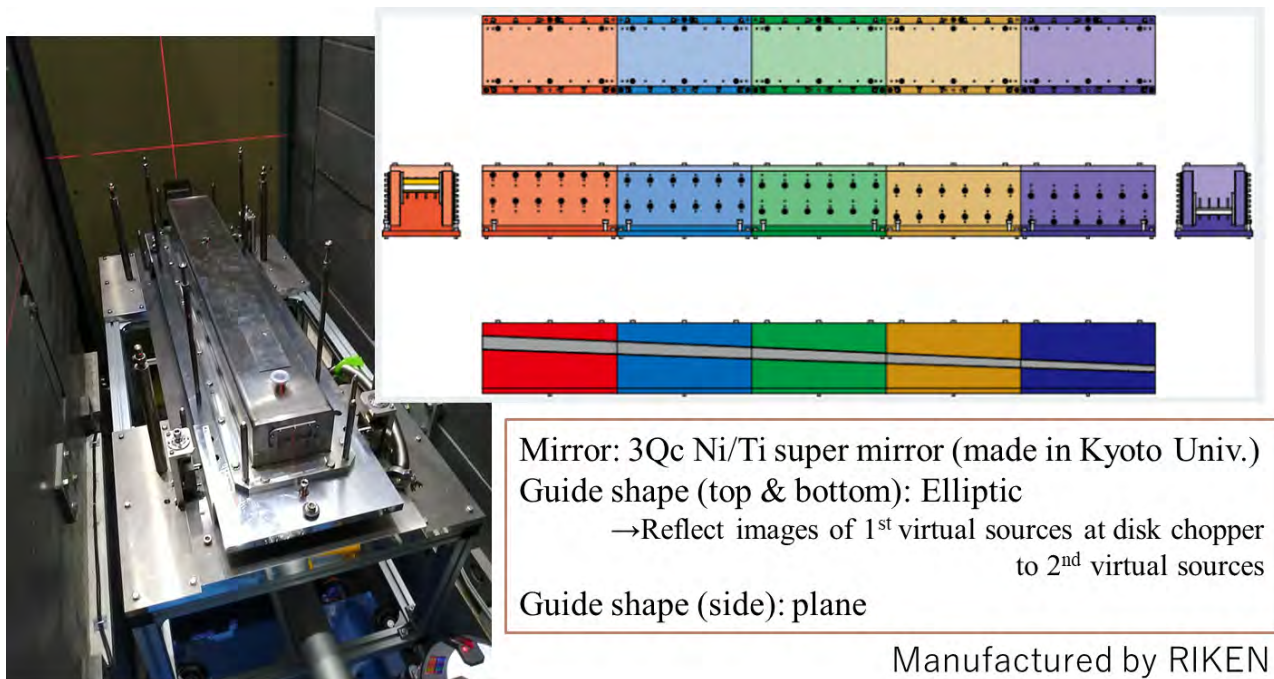 Mirror: 3Qc Ni/Ti super mirror (made in Kyoto Univ.)
Guide shape (top & bottom): Elliptic
→Reflect images of 1st virtual sources at disk chopper
to 2nd virtual sources
Guide shape (side): plane
Manufactured by RIKEN